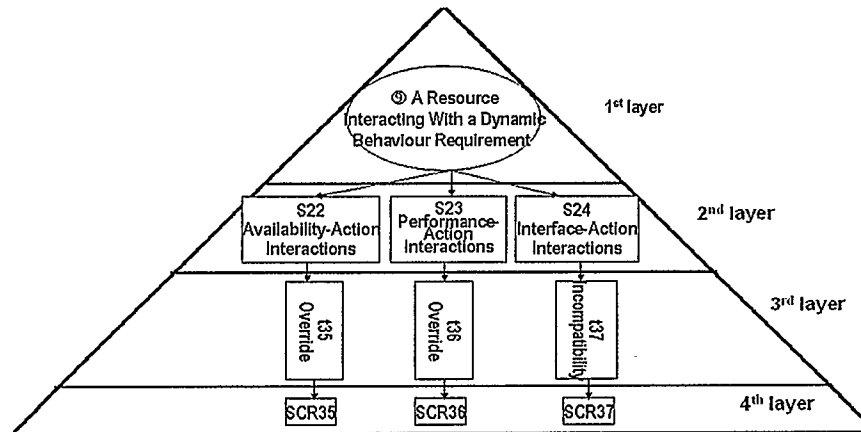 ⑨ A Resource
Interacting With a Dynamic
Behaviour Requirement
1st layer
S22
Availability-Action
Interactions
S23
Performance-
Action
Interactions
S24
Interface-Action
Interactions
2nd layer
t35
Override
t36
Override
t37
Incompatibility
3rd layer
SCR35
SCR36
SCR37
4th layer